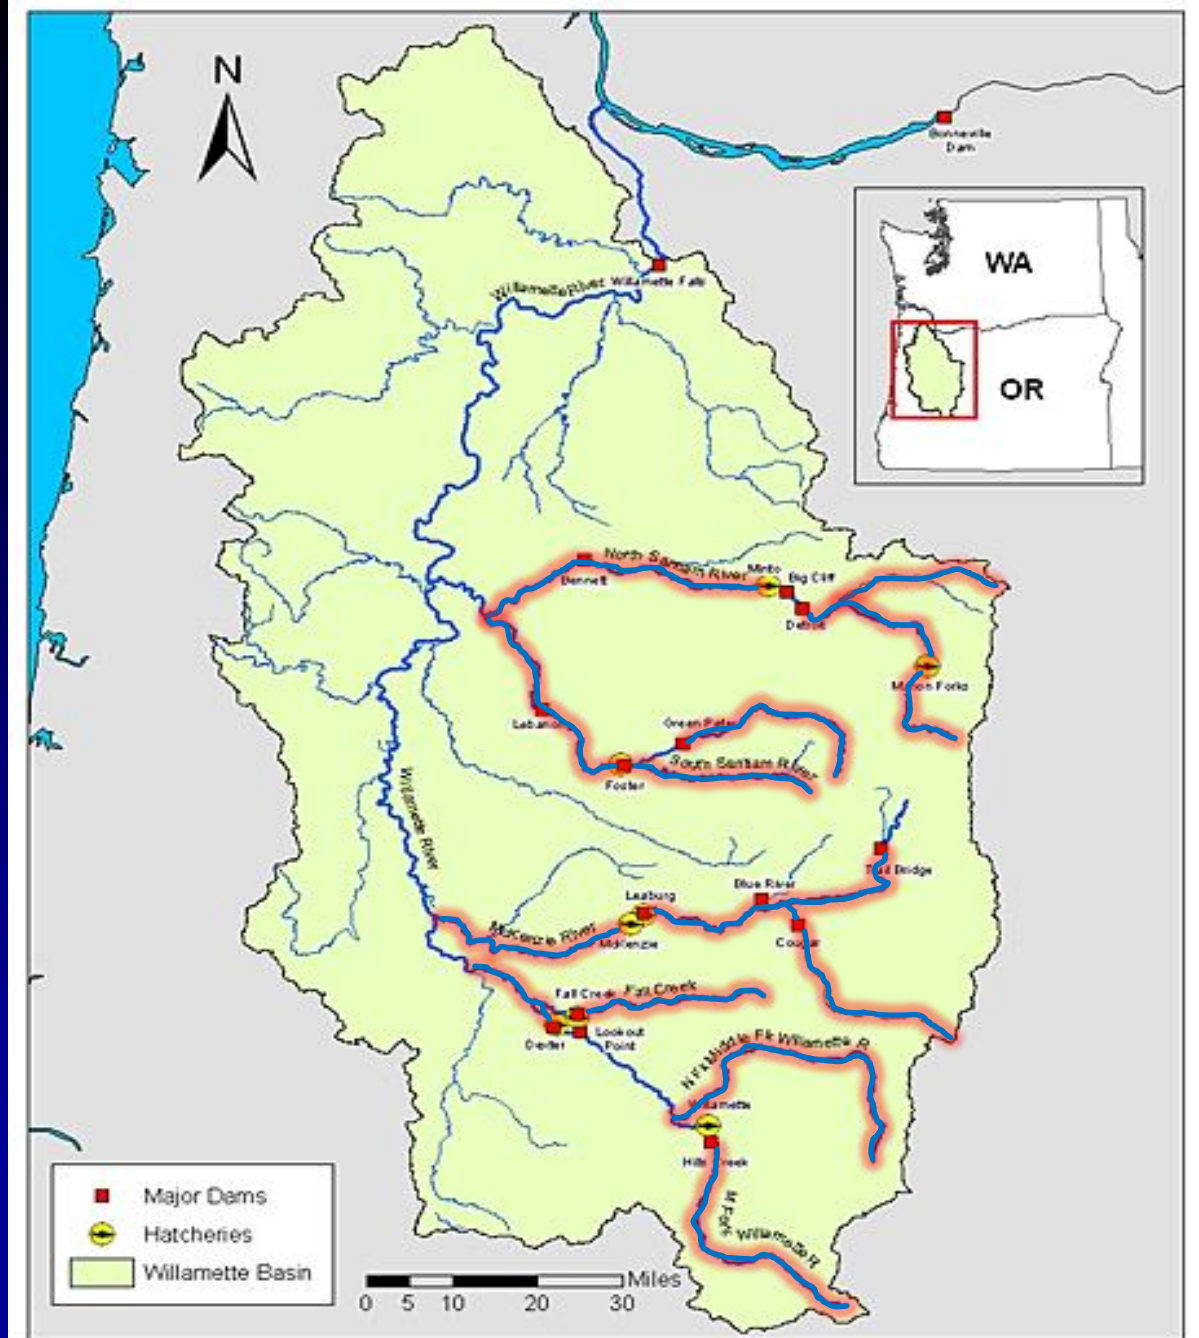 N
Bonneville
Dam
WA
OR
Willamette River
Willamette Falls
North Santiam River
Minto
Big Cliff
Bennett
Detroit
Marion Forks
Lebanon
Green Peter
South Santiam River
Foster
Willamette River
Trail Bridge
Blue River
Leaburg
McKenzie River
McKenzie
Cougar
Fall Creek
Fall Creek
Dexter
Lookout
Point
N Fk Middle Fk Willamette R
Willamette
Hills Creek
M Fork Willamette R
Major Dams
Hatcheries
Willamette Basin
Miles
0 5 10 20 30